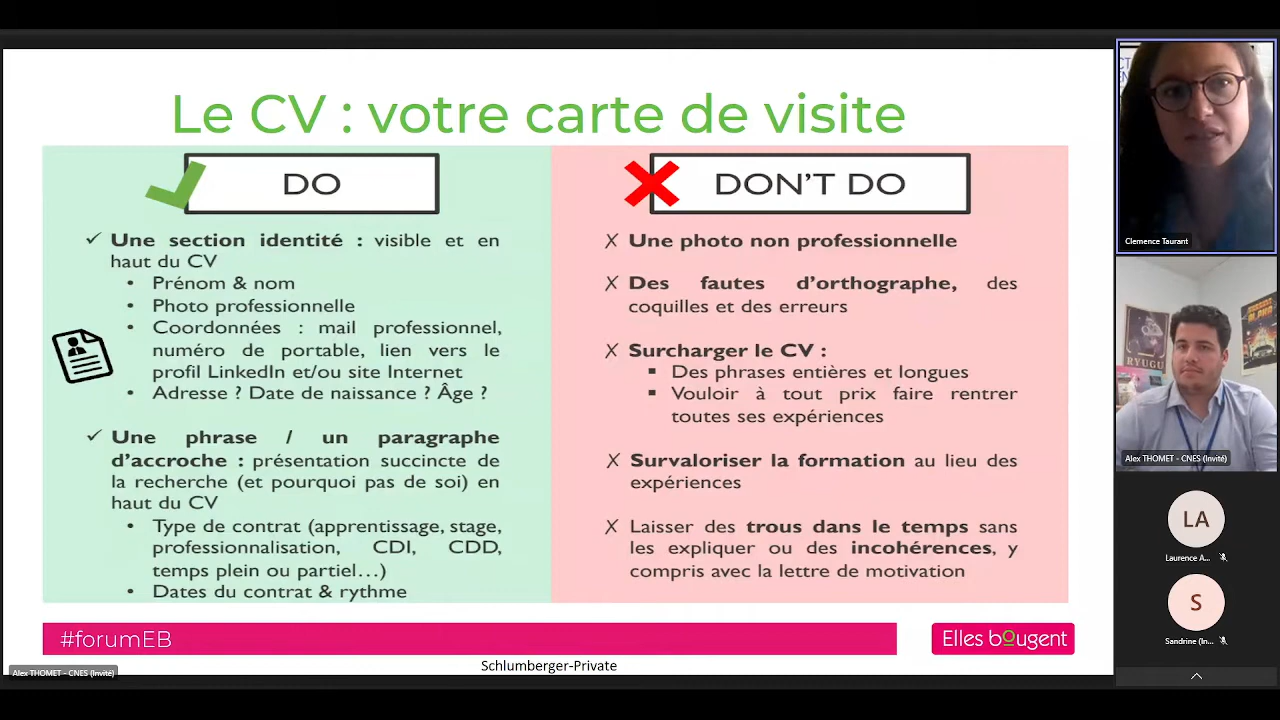 Le CV : votre carte de visite
DO
✓ Une section identité : visible et en
haut du CV
• Prénom & nom
• Photo professionnelle
• Coordonnées : mail professionnel,
numéro de portable, lien vers le
profil LinkedIn et/ou site Internet
• Adresse ? Date de naissance ? Âge ?
✓ Une phrase / un paragraphe
d’accroche : présentation succincte de
la recherche (et pourquoi pas de soi) en
haut du CV
• Type de contrat (apprentissage, stage,
professionnalisation, CDI, CDD,
temps plein ou partiel…)
• Dates du contrat & rythme
DON’T DO
X Une photo non professionnelle
X Des fautes d’orthographe, des
coquilles et des erreurs
X Surcharger le CV :
▪ Des phrases entières et longues
▪ Vouloir à tout prix faire rentrer
toutes ses expériences
X Survaloriser la formation au lieu des
expériences
X Laisser des trous dans le temps sans
les expliquer ou des incohérences, y
compris avec la lettre de motivation
#forumEB
Elles bougent
Schlumberger-Private
Alex THOMET - CNES (Invité)
Clemence Taurant
RYUGU
Alex THOMET - CNES (Invité)
LA
Laurence A...
S
Sandrine (In...